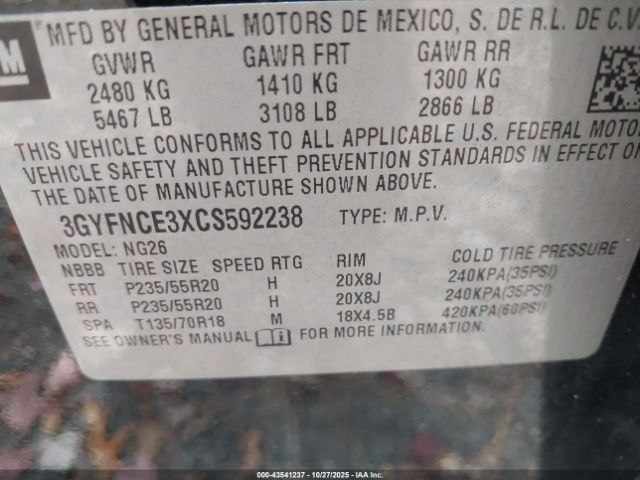 GM
MFD BY GENERAL MOTORS DE MEXICO, S. DE R.L. DE C.V.
GVWR GAWR FRT GAWR RR
2480 KG 1410 KG 1300 KG
5467 LB 3108 LB 2866 LB
THIS VEHICLE CONFORMS TO ALL APPLICABLE U.S. FEDERAL MOTOR
VEHICLE SAFETY AND THEFT PREVENTION STANDARDS IN EFFECT ON
THE DATE OF MANUFACTURE SHOWN ABOVE.
3GYFNCE3XCS592238 TYPE: M.P.V.
MODEL: NG26
NBBB TIRE SIZE SPEED RTG RIM COLD TIRE PRESSURE
FRT P235/55R20 H 20X8J 240KPA(35PSI)
RR P235/55R20 H 20X8J 240KPA(35PSI)
SPA T135/70R18 M 18X4.5B 420KPA(60PSI)
SEE OWNER'S MANUAL FOR MORE INFORMATION.
000-43541237 - 10/27/2025 - IAAI.COM